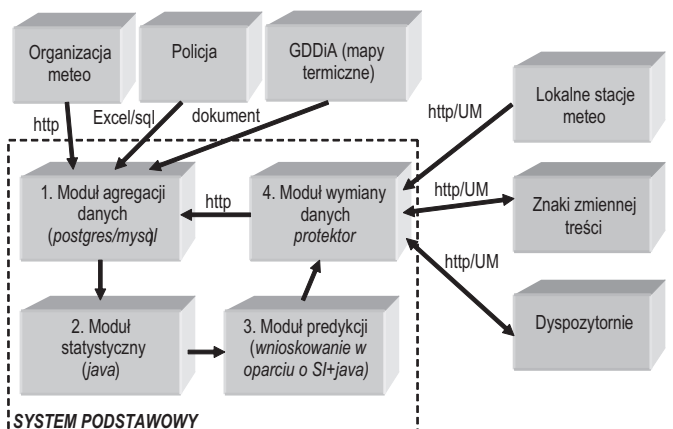 Organizacja
meteo
Policja
GDDiA (mapy
termiczne)
Lokalne stacje
meteo
http
Excel/sql
dokument
http/UM
1. Moduł agregacji
danych
(postgres/mysql
http
4. Moduł wymiany
danych
protektor
http/UM
Znaki zmiennej
treści
http/UM
2. Moduł
statystyczny
(java)
3. Moduł predykcji
(wnioskowanie w
oparciu o SI+java)
Dyspozytornie
SYSTEM PODSTAWOWY